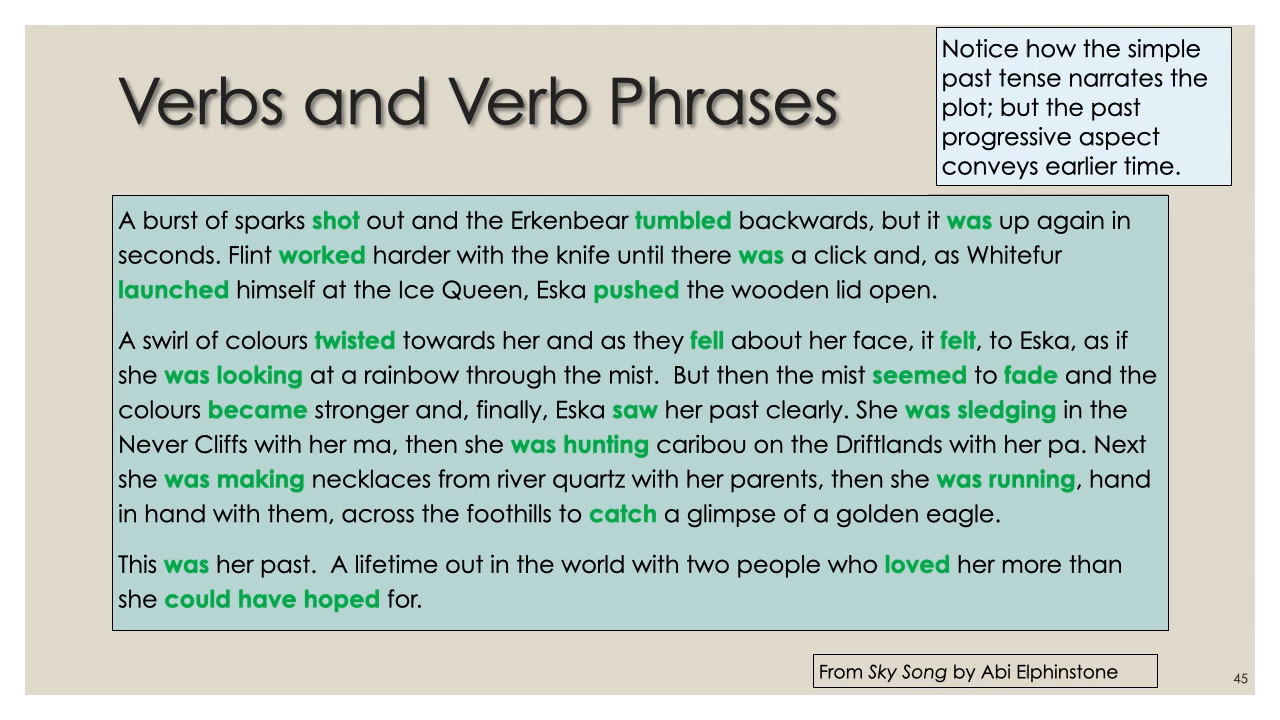 Notice how the simple
past tense narrates the
plot; but the past
progressive aspect
conveys earlier time.
Verbs and Verb Phrases
A burst of sparks shot out and the Erkenbear tumbled backwards, but it was up again in
seconds. Flint worked harder with the knife until there was a click and, as Whitefur
launched himself at the Ice Queen, Eska pushed the wooden lid open.
A swirl of colours twisted towards her and as they fell about her face, it felt, to Eska, as if
she was looking at a rainbow through the mist.  But then the mist seemed to fade and the
colours became stronger and, finally, Eska saw her past clearly. She was sledging in the
Never Cliffs with her ma, then she was hunting caribou on the Driftlands with her pa. Next
she was making necklaces from river quartz with her parents, then she was running, hand
in hand with them, across the foothills to catch a glimpse of a golden eagle.
This was her past.  A lifetime out in the world with two people who loved her more than
she could have hoped for.
From Sky Song by Abi Elphinstone
45